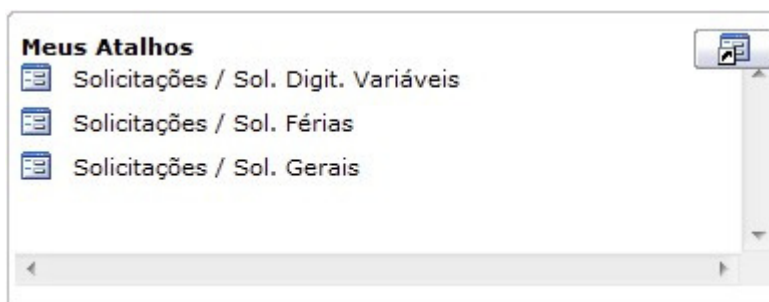 Meus Atalhos
Solicitações / Sol. Digit. Variáveis
Solicitações / Sol. Férias
Solicitações / Sol. Gerais